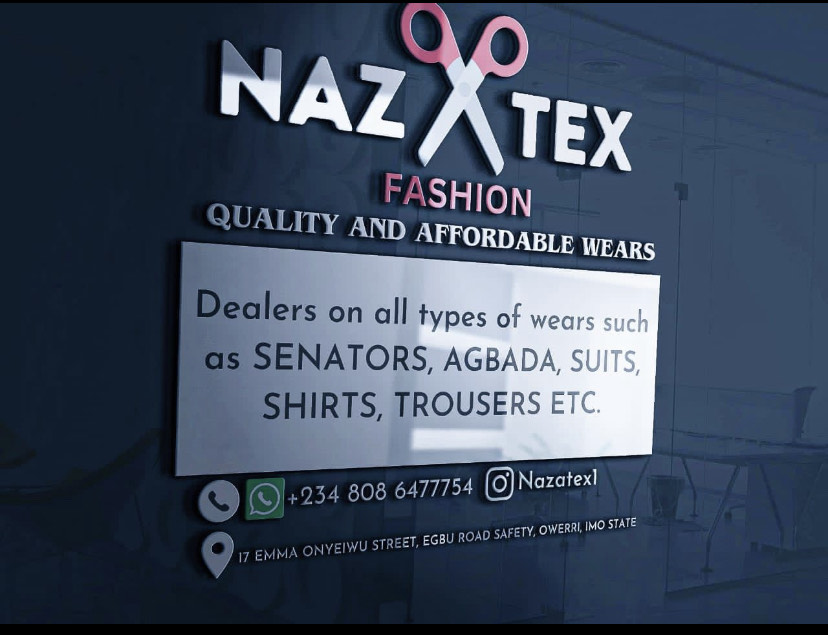 NAZ TEX
FASHION
QUALITY AND AFFORDABLE WEARS
Dealers on all types of wears such
as SENATORS, AGBADA, SUITS,
SHIRTS, TROUSERS ETC.
+234 808 6477754 Nazatex1
17 EMMA ONYEIWU STREET, EGBU ROAD SAFETY, OWERRI, IMO STATE